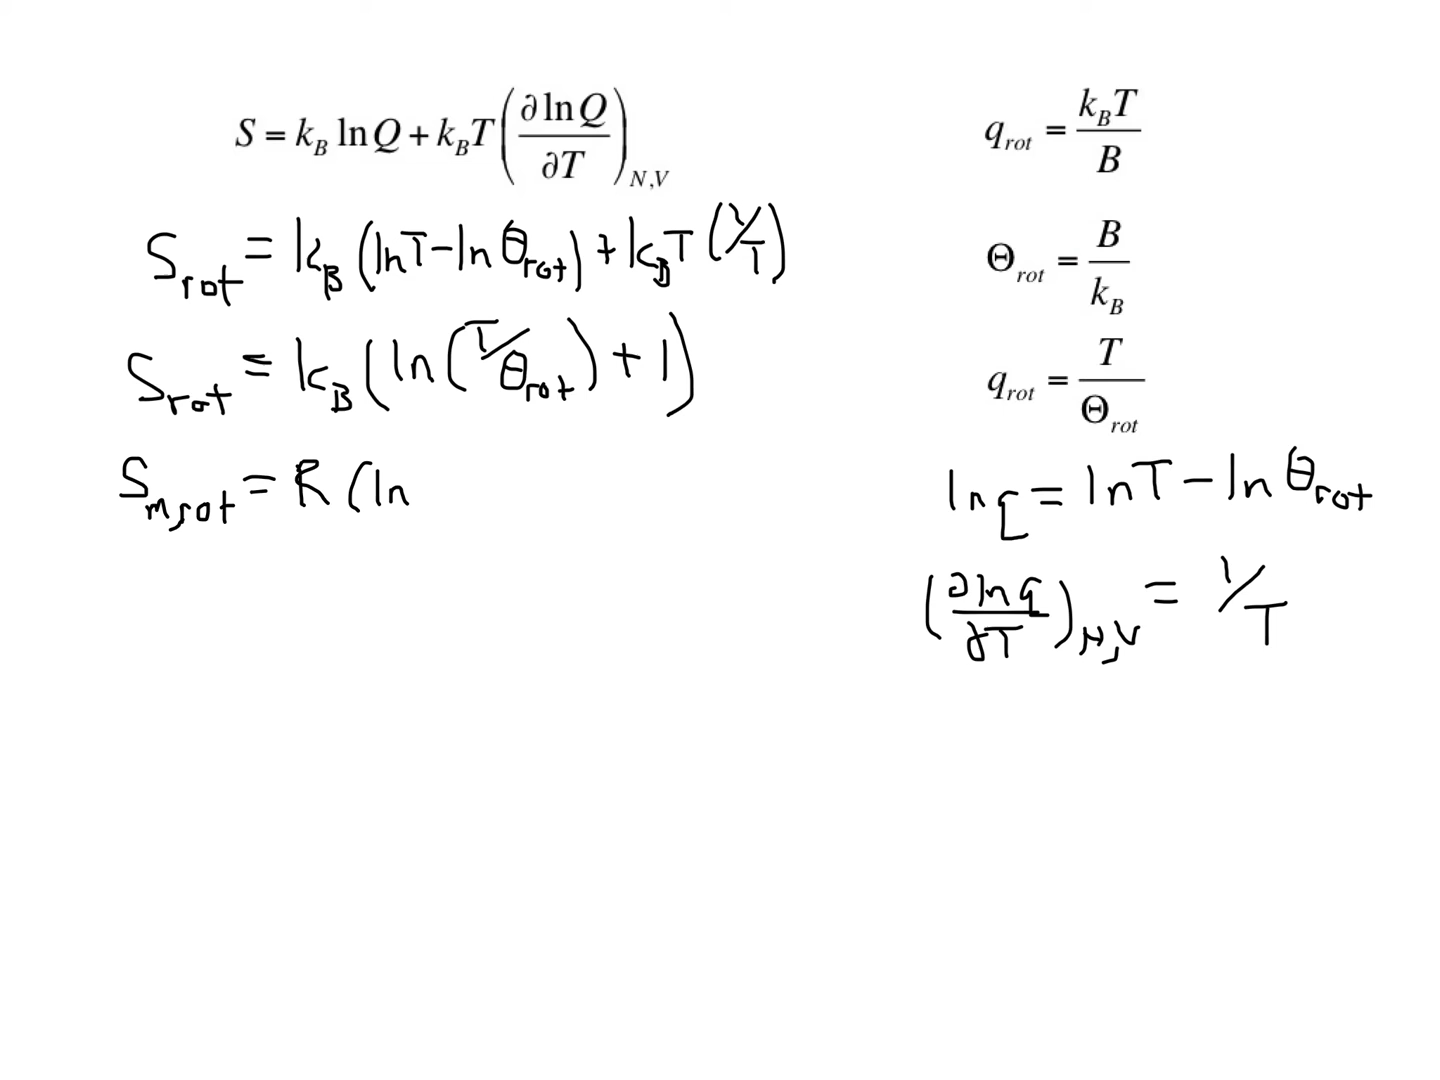 S = k_B ln Q + k_B T (∂ ln Q / ∂T)_N,V
S_rot = k_B (ln T − ln θ_rot) + k_B T (1/T)
S_rot = k_B (ln (T/θ_rot) + 1)
S_m,rot = R (ln
q_rot = k_B T / B
Θ_rot = B / k_B
q_rot = T / Θ_rot
ln q = ln T − ln θ_rot
(∂ ln q / ∂T)_N,V = 1/T